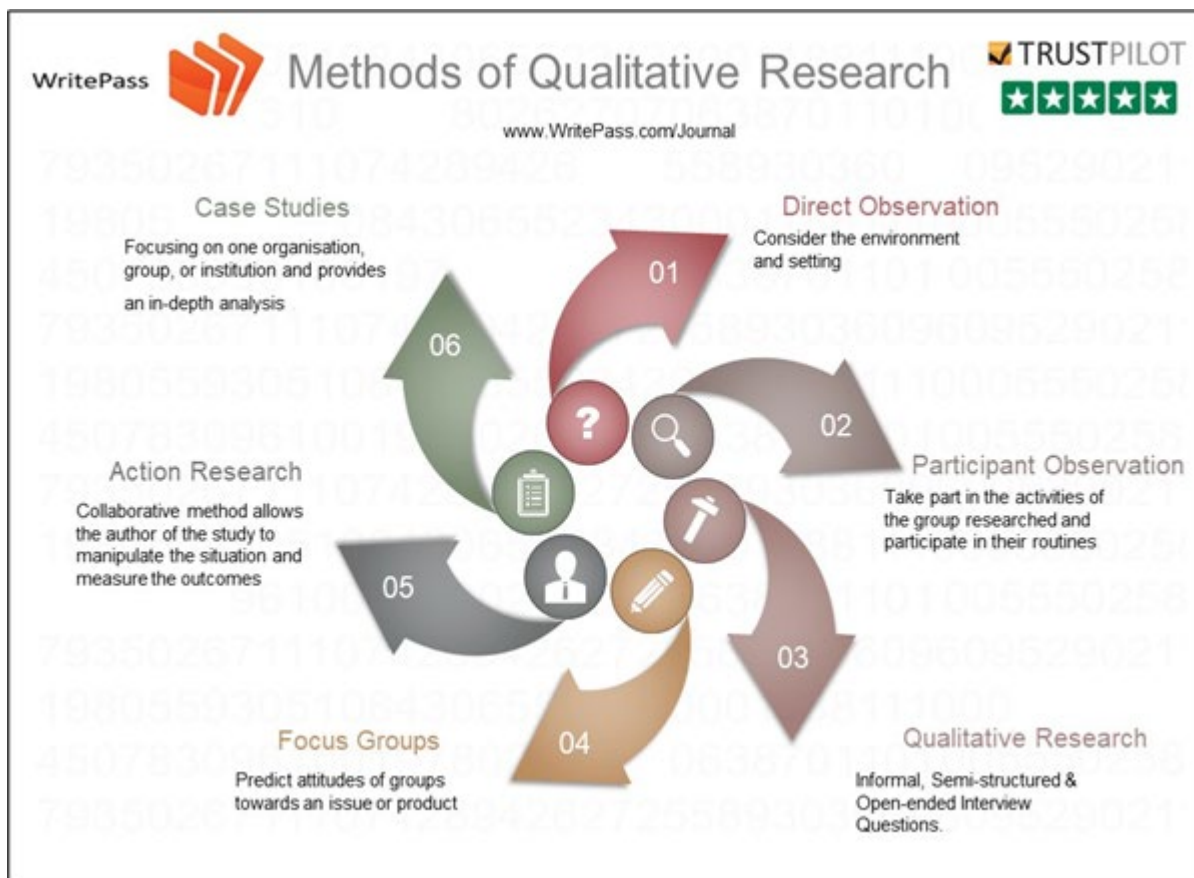 WritePass
Methods of Qualitative Research
TRUSTPILOT
www.WritePass.com/Journal
Case Studies
Focusing on one organisation,
group, or institution and provides
an in-depth analysis
Direct Observation
Consider the environment
and setting
01
06
?
02
Participant Observation
Take part in the activities of
the group researched and
participate in their routines
Action Research
Collaborative method allows
the author of the study to
manipulate the situation and
measure the outcomes
05
03
04
Focus Groups
Predict attitudes of groups
towards an issue or product
Qualitative Research
Informal, Semi-structured &
Open-ended Interview
Questions.